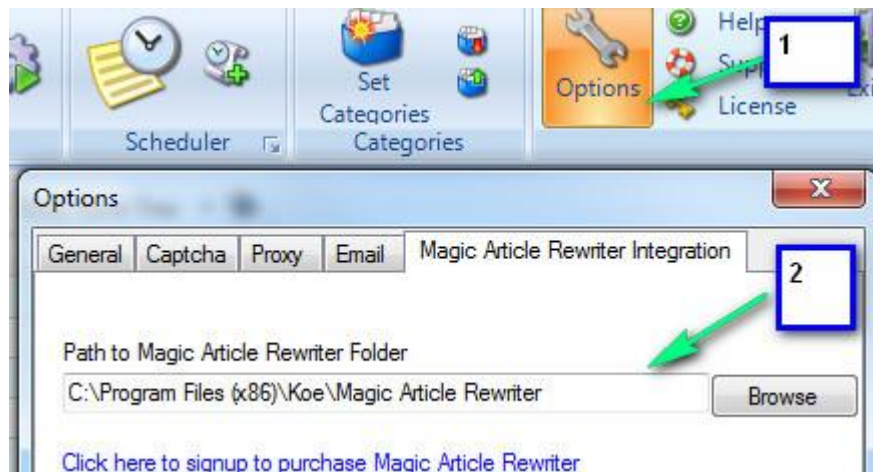 Set
Categories
Options
Help
License
1
Scheduler
Categories
Options
General Captcha Proxy Email Magic Article Rewriter Integration
2
Path to Magic Article Rewriter Folder
C:\Program Files (x86)\Koe\Magic Article Rewriter
Browse
Click here to signup to purchase Magic Article Rewriter